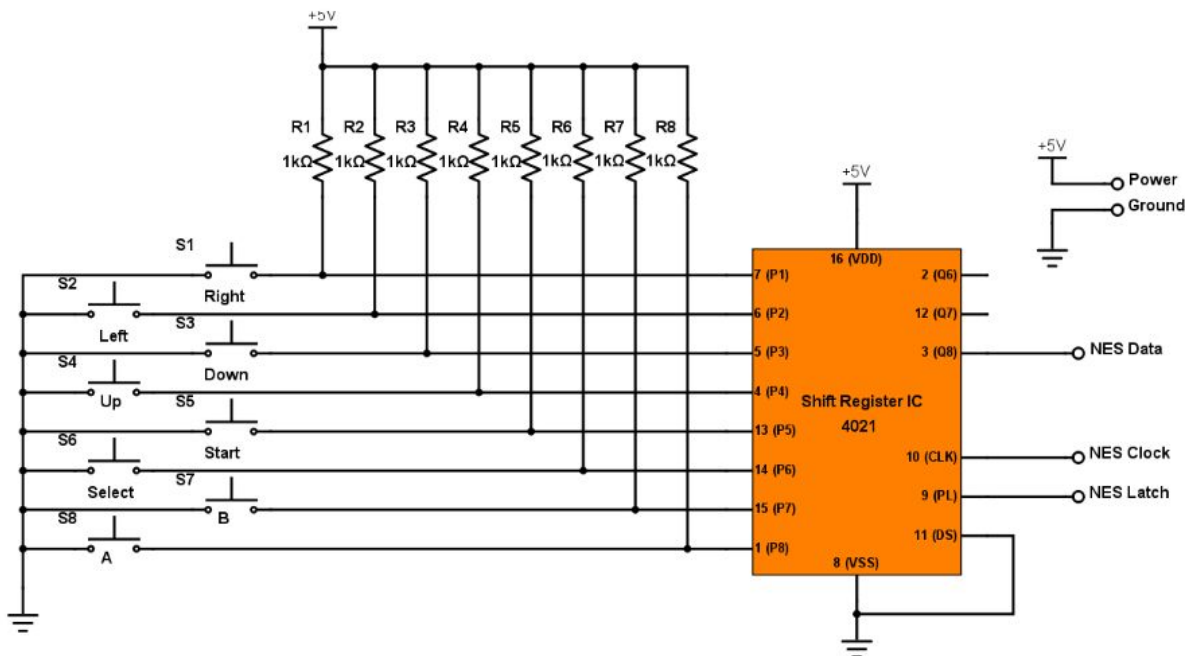 +5V
R1 R2 R3 R4 R5 R6 R7 R8
1kΩ 1kΩ 1kΩ 1kΩ 1kΩ 1kΩ 1kΩ 1kΩ
+5V
Power
Ground
+5V
16 (VDD)
S1
Right
7 (P1)
2 (Q6)
S2
Left
6 (P2)
12 (Q7)
S3
Down
5 (P3)
3 (Q8)
NES Data
S4
Up
4 (P4)
Shift Register IC
4021
S5
Start
13 (P5)
10 (CLK)
NES Clock
S6
Select
14 (P6)
9 (PL)
NES Latch
S7
B
15 (P7)
11 (DS)
S8
A
1 (P8)
8 (VSS)